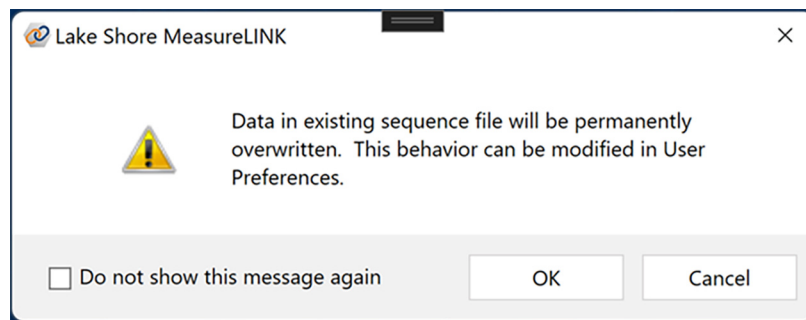 Lake Shore MeasureLINK
Data in existing sequence file will be permanently
overwritten.  This behavior can be modified in User
Preferences.
Do not show this message again
OK
Cancel